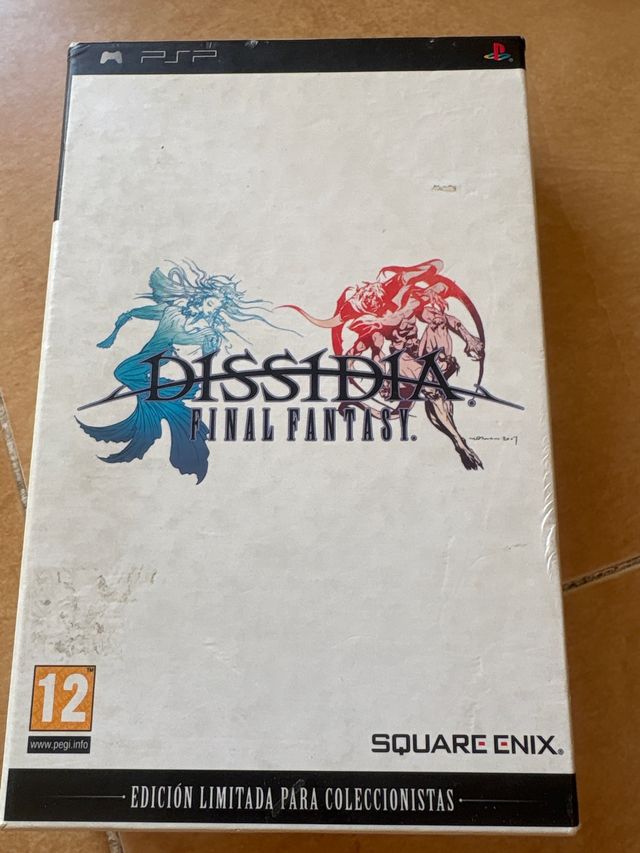 PSP
DISSIDIA®
FINAL FANTASY®
12
www.pegi.info
SQUARE ENIX®
EDICIÓN LIMITADA PARA COLECCIONISTAS